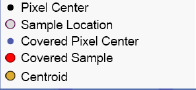 Pixel Center
Sample Location
Covered Pixel Center
Covered Sample
Centroid